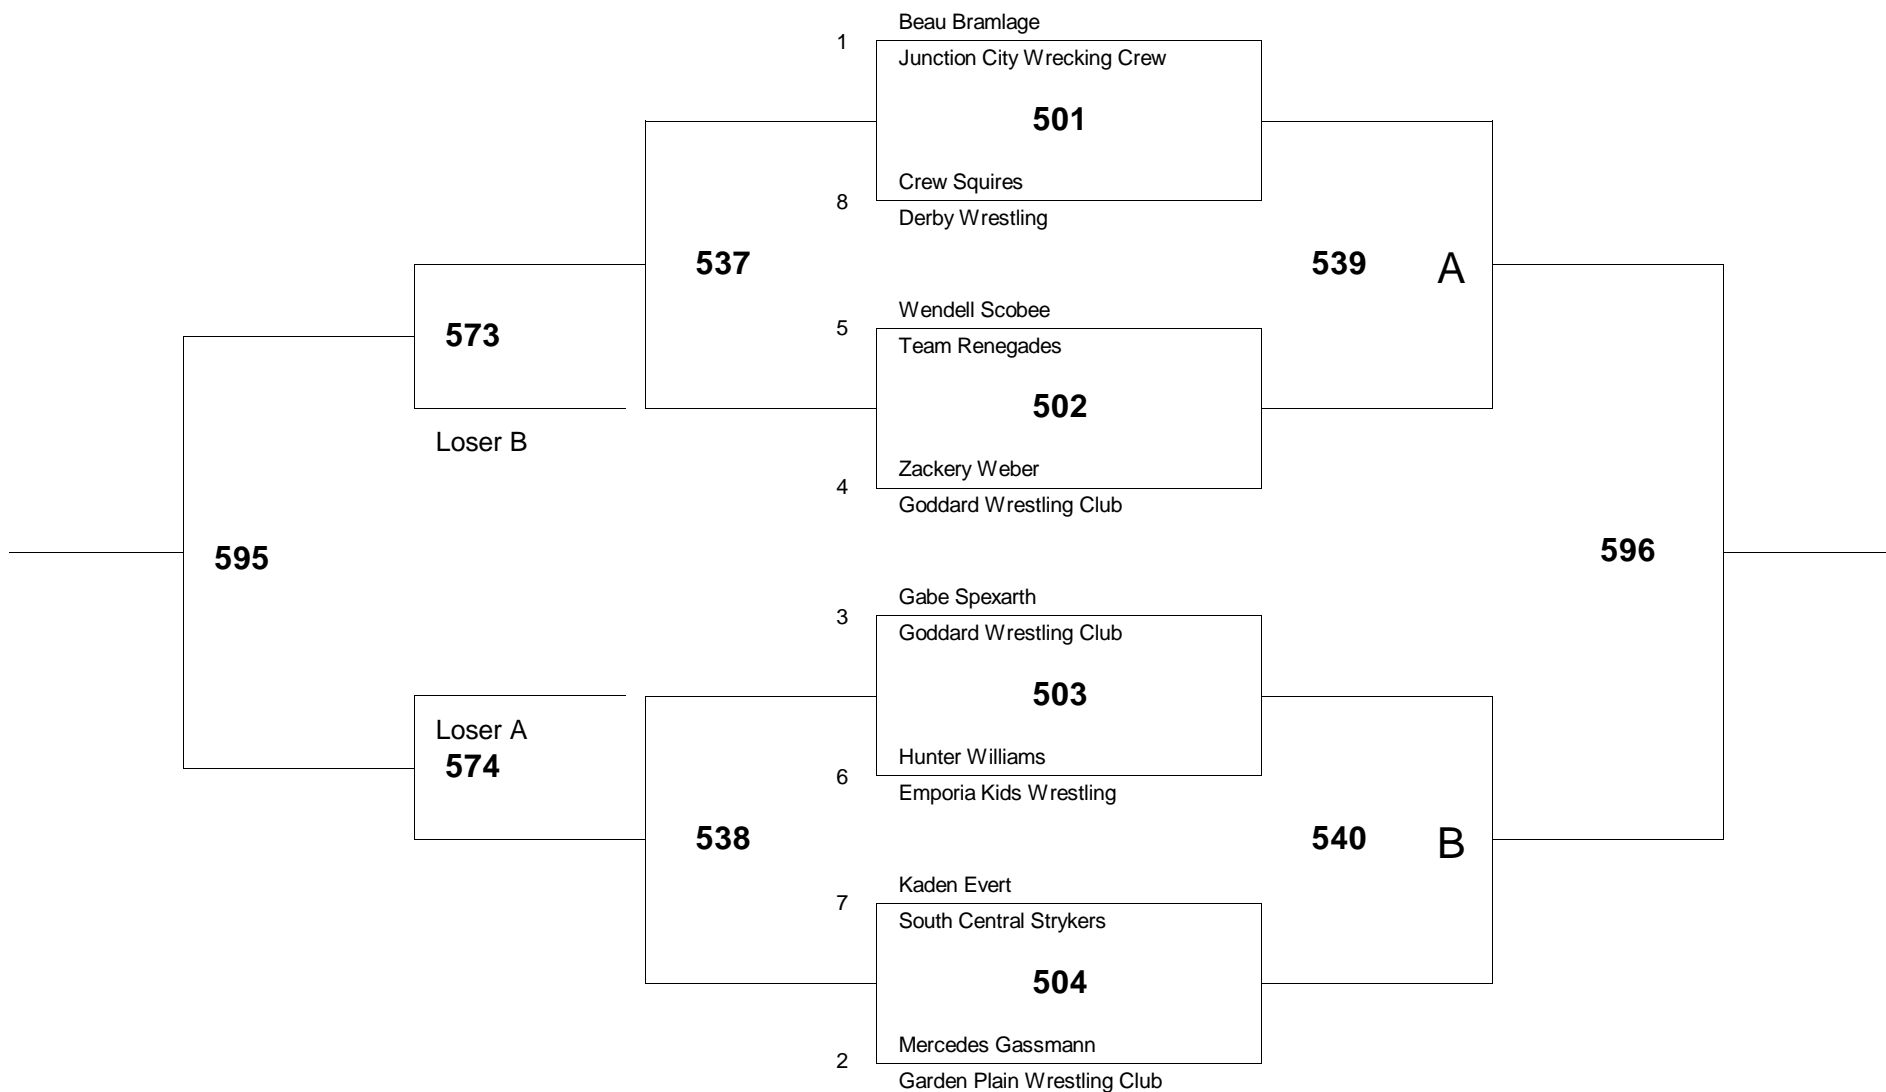 Beau Bramlage
1
Junction City Wrecking Crew
501
Crew Squires
8
Derby Wrestling
537
539
A
Wendell Scobee
5
Team Renegades
573
502
Loser B
Zackery Weber
4
Goddard Wrestling Club
595
596
Gabe Spexarth
3
Goddard Wrestling Club
503
Loser A
574
Hunter Williams
6
Emporia Kids Wrestling
538
540
B
Kaden Evert
7
South Central Strykers
504
Mercedes Gassmann
2
Garden Plain Wrestling Club